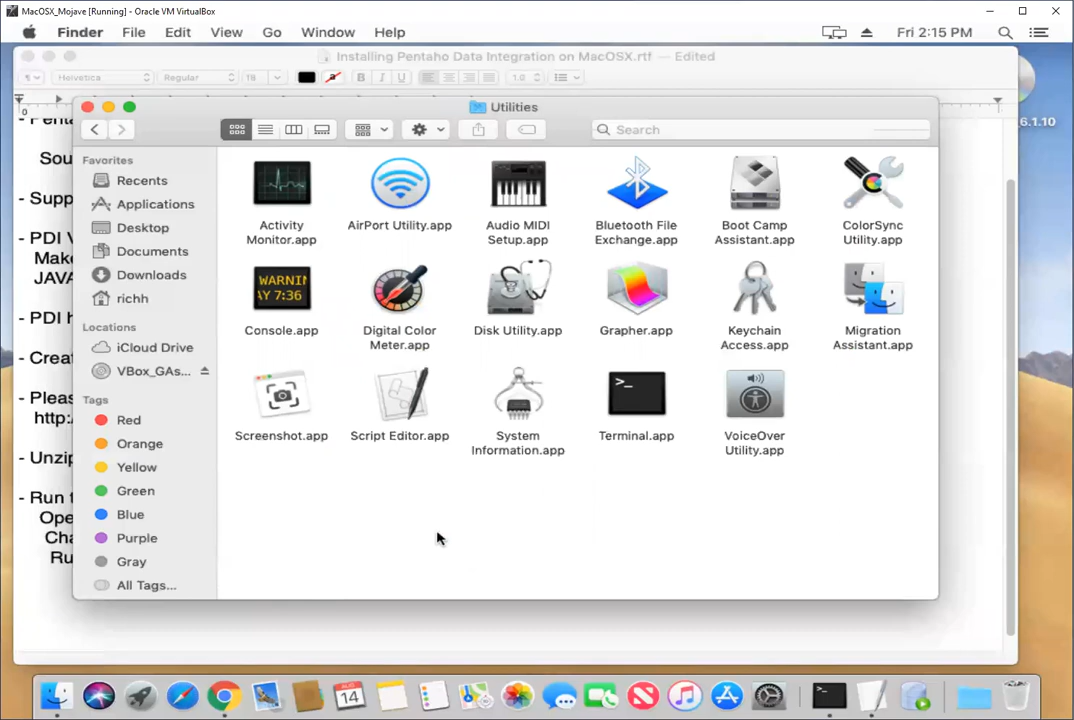 MacOSX_Mojave [Running] - Oracle VM VirtualBox
Finder File Edit View Go Window Help
Fri 2:15 PM
Installing Pentaho Data Integration on MacOSX.rtf — Edited
Helvetica Regular 18 B I U 1.0
0
Utilities
Search
6.1.10
Favorites
Recents
Applications
Desktop
Documents
Downloads
richh
Locations
iCloud Drive
VBox_GAs...
Tags
Red
Orange
Yellow
Green
Blue
Purple
Gray
All Tags...
Sou
- Supp
- PDI V
Make
JAVA
- PDI h
- Creat
- Pleas
http:/
- Unzip
- Run t
Ope
Cha
Ru
Activity
Monitor.app
AirPort Utility.app
Audio MIDI
Setup.app
Bluetooth File
Exchange.app
Boot Camp
Assistant.app
ColorSync
Utility.app
WARNIN
AY 7:36
Console.app
Digital Color
Meter.app
Disk Utility.app
Grapher.app
Keychain
Access.app
Migration
Assistant.app
Screenshot.app
Script Editor.app
System
Information.app
>_
Terminal.app
VoiceOver
Utility.app
14
>_